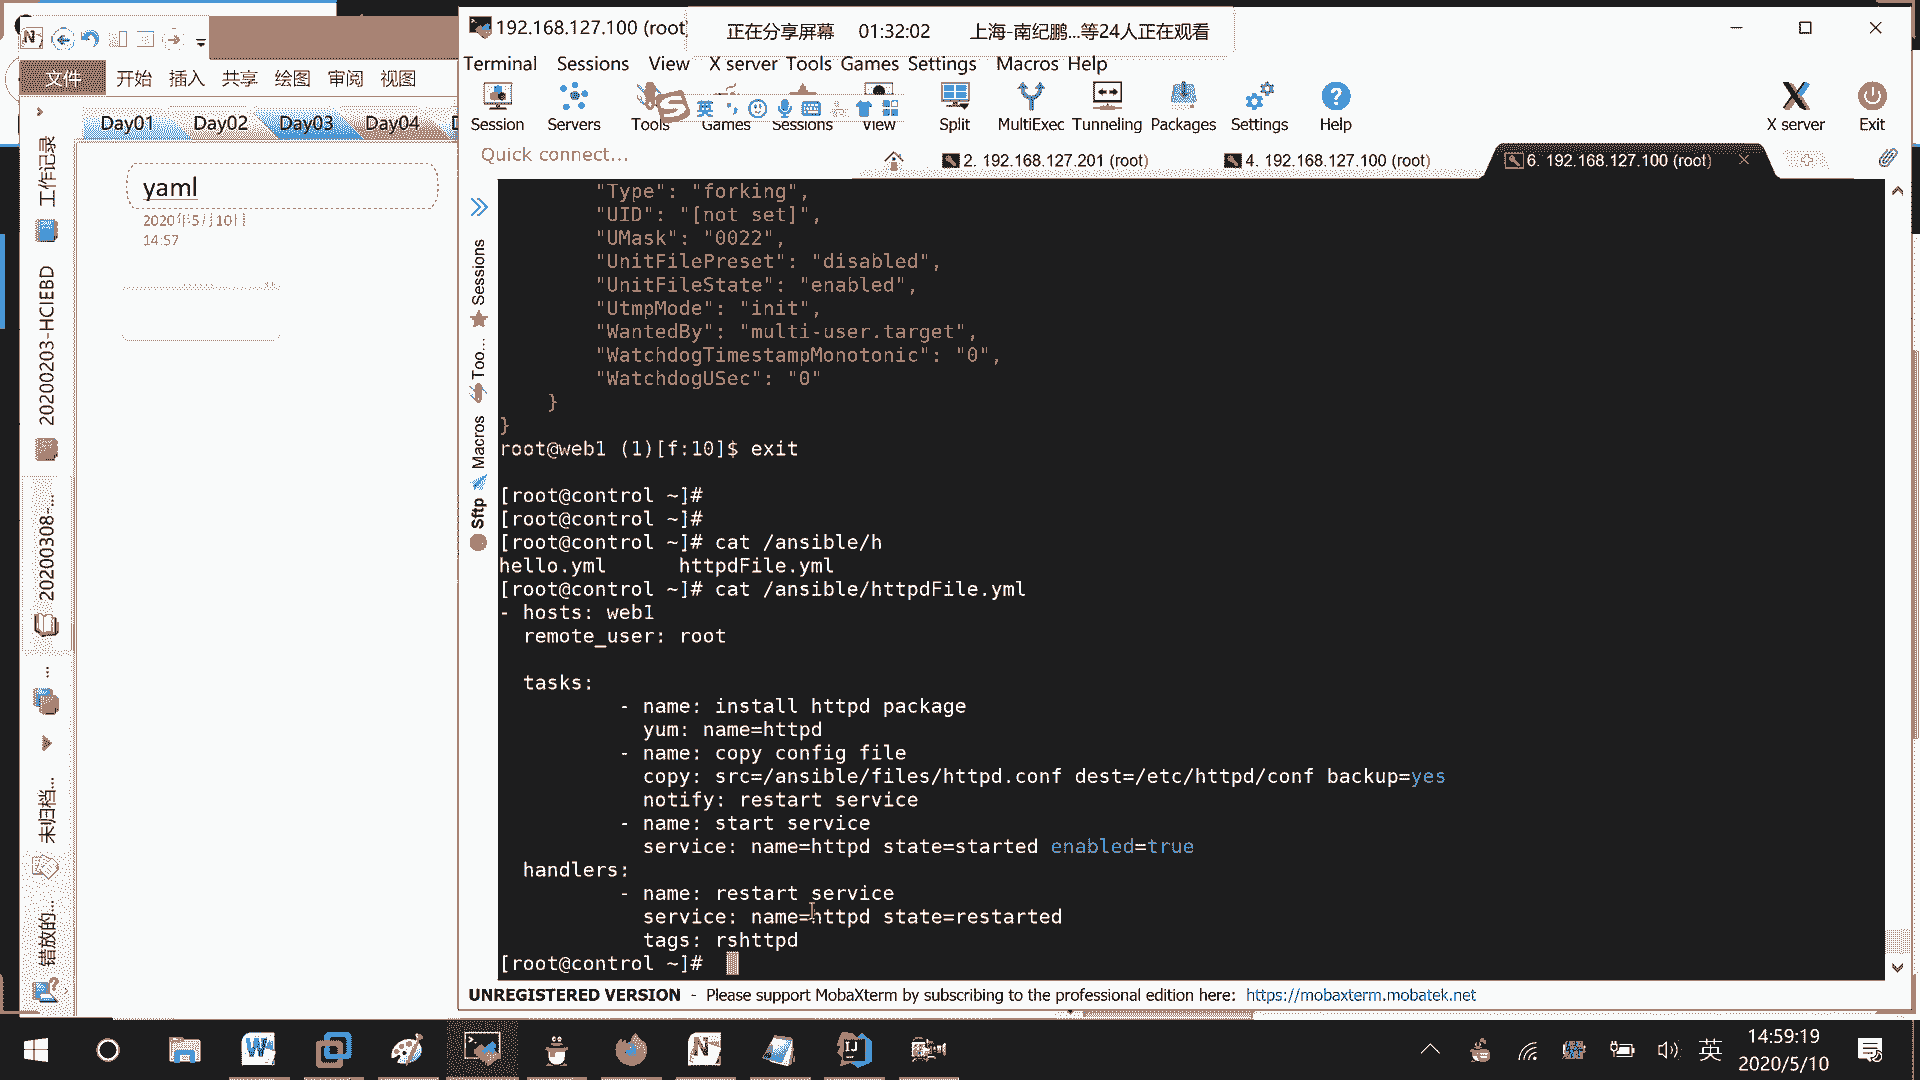 192.168.127.100 (root
正在分享屏幕 01:32:02 上海-南纪鹏...等24人正在观看
文件 开始 插入 共享 绘图 审阅 视图
Terminal Sessions View X server Tools Games Settings Macros Help
Session Servers Tools Games Sessions View Split MultiExec Tunneling Packages Settings Help X server Exit
英
Day01 Day02 Day03 Day04 D
Quick connect...
2. 192.168.127.201 (root)
4. 192.168.127.100 (root)
6. 192.168.127.100 (root)
工作记录
20200203-HCIEBD
20200308-...
...
未归档...
错放的...
yaml
2020年5月10日
14:57
Sessions
Too...
Macros
Sftp
"Type": "forking",
"UID": "[not set]",
"UMask": "0022",
"UnitFilePreset": "disabled",
"UnitFileState": "enabled",
"UtmpMode": "init",
"WantedBy": "multi-user.target",
"WatchdogTimestampMonotonic": "0",
"WatchdogUSec": "0"
}
}
root@web1 (1)[f:10]$ exit
[root@control ~]#
[root@control ~]#
[root@control ~]# cat /ansible/h
hello.yml httpdFile.yml
[root@control ~]# cat /ansible/httpdFile.yml
- hosts: web1
remote_user: root
tasks:
- name: install httpd package
yum: name=httpd
- name: copy config file
copy: src=/ansible/files/httpd.conf dest=/etc/httpd/conf backup=yes
notify: restart service
- name: start service
service: name=httpd state=started enabled=true
handlers:
- name: restart service
service: name=httpd state=restarted
tags: rshttpd
[root@control ~]#
UNREGISTERED VERSION - Please support MobaXterm by subscribing to the professional edition here: https://mobaxterm.mobatek.net
英
14:59:19
2020/5/10